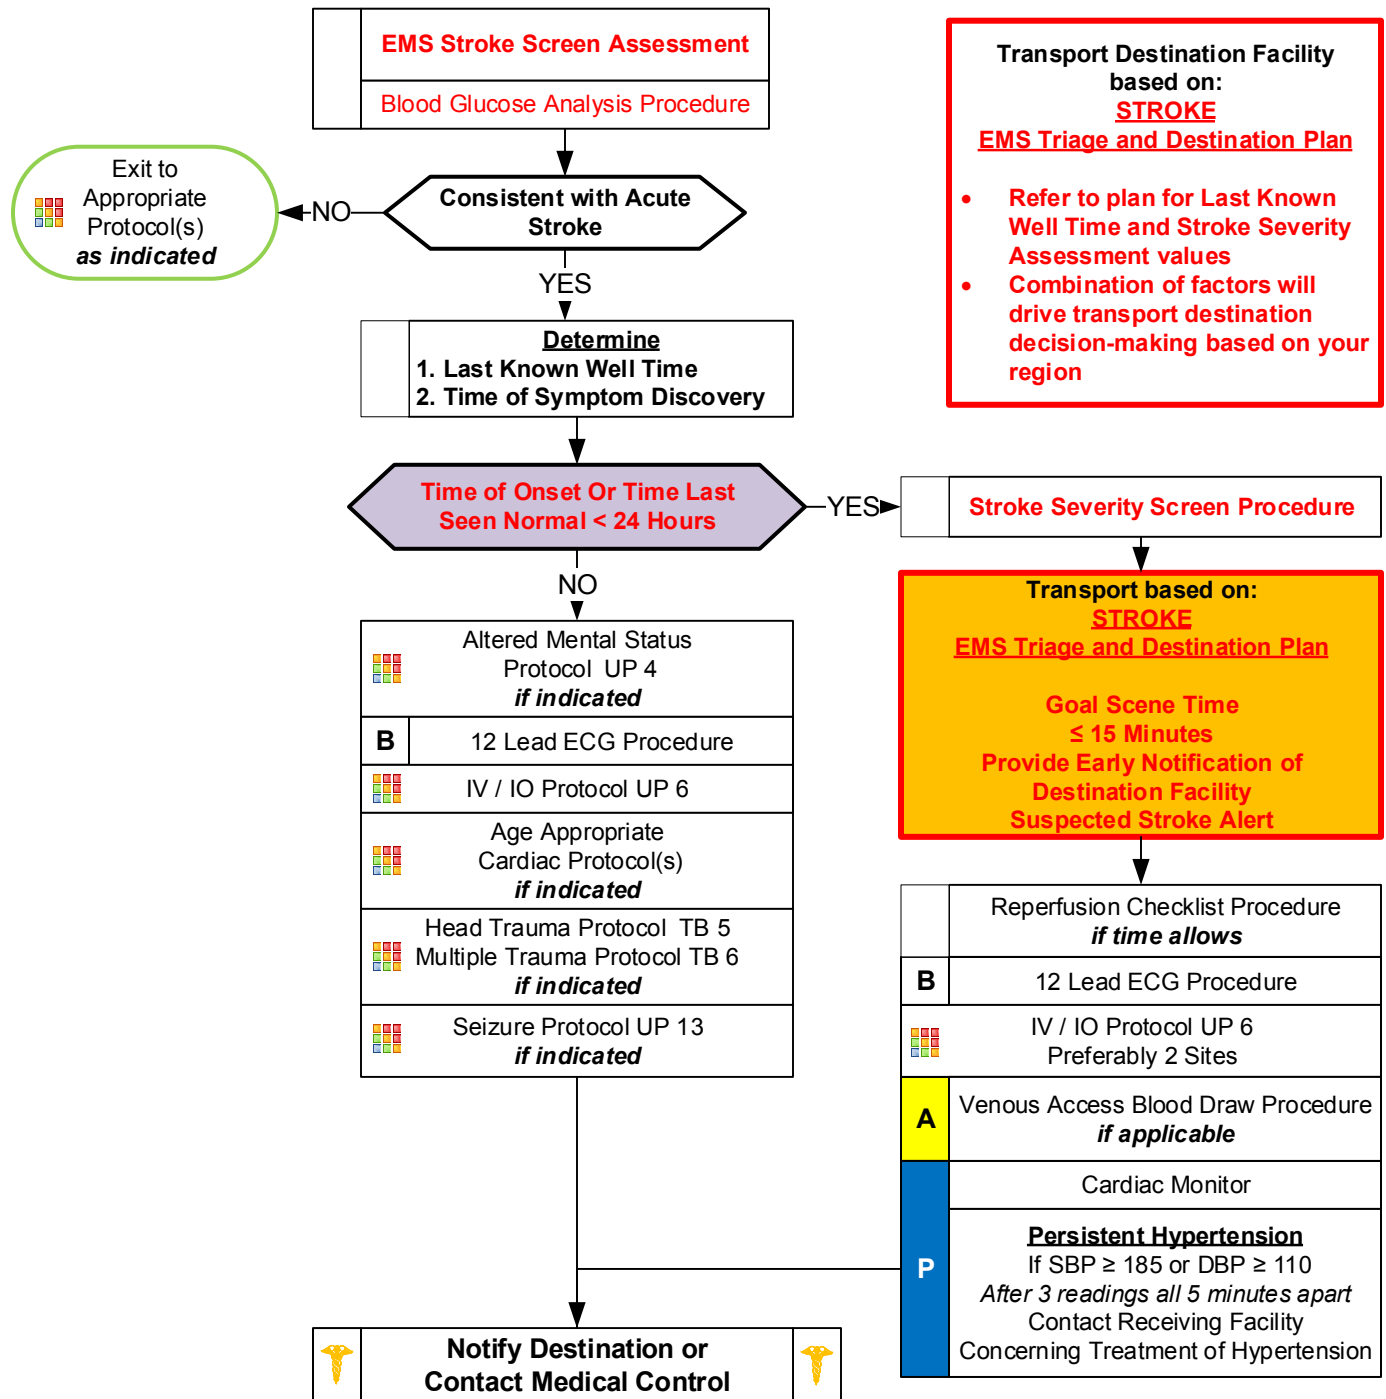 EMS Stroke Screen Assessment
Blood Glucose Analysis Procedure
Transport Destination Facility
based on:
STROKE
EMS Triage and Destination Plan
• Refer to plan for Last Known
Well Time and Stroke Severity
Assessment values
• Combination of factors will
drive transport destination
decision-making based on your
region
Consistent with Acute
Stroke
NO
Exit to
Appropriate
Protocol(s)
as indicated
YES
Determine
1. Last Known Well Time
2. Time of Symptom Discovery
Time of Onset Or Time Last
Seen Normal < 24 Hours
YES
Stroke Severity Screen Procedure
Transport based on:
STROKE
EMS Triage and Destination Plan
Goal Scene Time
≤ 15 Minutes
Provide Early Notification of
Destination Facility
Suspected Stroke Alert
NO
Altered Mental Status
Protocol UP 4
if indicated
B 12 Lead ECG Procedure
IV / IO Protocol UP 6
Age Appropriate
Cardiac Protocol(s)
if indicated
Head Trauma Protocol TB 5
Multiple Trauma Protocol TB 6
if indicated
Seizure Protocol UP 13
if indicated
Reperfusion Checklist Procedure
if time allows
B 12 Lead ECG Procedure
IV / IO Protocol UP 6
Preferably 2 Sites
A
Venous Access Blood Draw Procedure
if applicable
P
Cardiac Monitor
Persistent Hypertension
If SBP ≥ 185 or DBP ≥ 110
After 3 readings all 5 minutes apart
Contact Receiving Facility
Concerning Treatment of Hypertension
Notify Destination or
Contact Medical Control